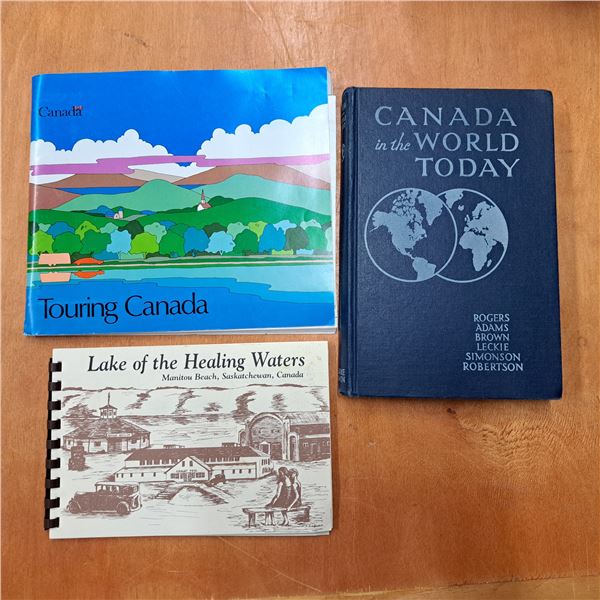 Canada
Touring Canada
CANADA
in the WORLD
TODAY
ROGERS
ADAMS
BROWN
LECKIE
SIMONSON
ROBERTSON
Lake of the Healing Waters
Manitou Beach, Saskatchewan, Canada